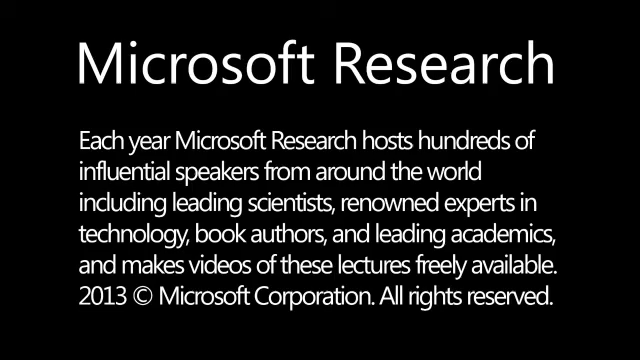 Microsoft Research
Each year Microsoft Research hosts hundreds of
influential speakers from around the world
including leading scientists, renowned experts in
technology, book authors, and leading academics,
and makes videos of these lectures freely available.
2013 © Microsoft Corporation. All rights reserved.